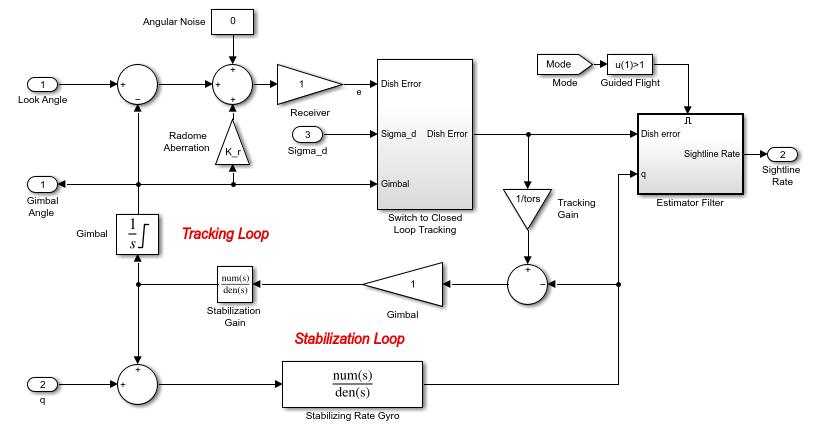 Angular Noise
0
1
Look Angle
+
−
+
+
+
1
Receiver
e
Dish Error
Sigma_d
Dish Error
Gimbal
Switch to Closed
Loop Tracking
3
Sigma_d
Radome
Aberration
K_r
Mode
Mode
u(1)>1
Guided Flight
Dish error
Sightline Rate
q
Estimator Filter
2
Sightline
Rate
1
Gimbal
Angle
Gimbal
1
s
Tracking Loop
1/tors
Tracking
Gain
+
−
1
Gimbal
num(s)
den(s)
Stabilization
Gain
Stabilization Loop
2
q
+
+
num(s)
den(s)
Stabilizing Rate Gyro